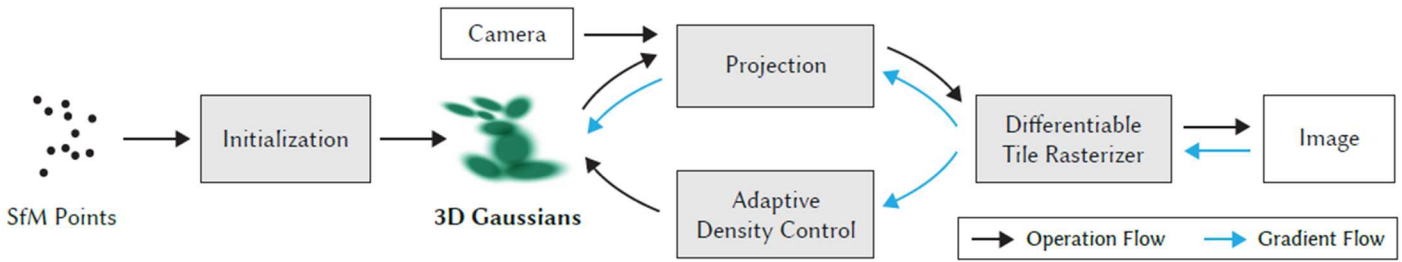 Camera
Projection
Initialization
Differentiable
Tile Rasterizer
Image
SfM Points
3D Gaussians
Adaptive
Density Control
Operation Flow
Gradient Flow